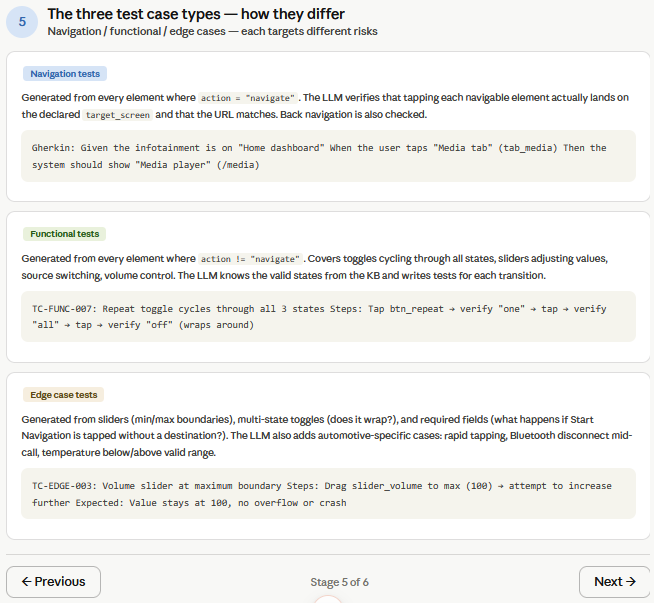 5
The three test case types — how they differ
Navigation / functional / edge cases — each targets different risks
Navigation tests
Generated from every element where action = "navigate". The LLM verifies that tapping each navigable element actually lands on
the declared target_screen and that the URL matches. Back navigation is also checked.
Gherkin: Given the infotainment is on "Home dashboard" When the user taps "Media tab" (tab_media) Then the
system should show "Media player" (/media)
Functional tests
Generated from every element where action != "navigate". Covers toggles cycling through all states, sliders adjusting values,
source switching, volume control. The LLM knows the valid states from the KB and writes tests for each transition.
TC-FUNC-007: Repeat toggle cycles through all 3 states Steps: Tap btn_repeat → verify "one" → tap → verify
"all" → tap → verify "off" (wraps around)
Edge case tests
Generated from sliders (min/max boundaries), multi-state toggles (does it wrap?), and required fields (what happens if Start
Navigation is tapped without a destination?). The LLM also adds automotive-specific cases: rapid tapping, Bluetooth disconnect mid-
call, temperature below/above valid range.
TC-EDGE-003: Volume slider at maximum boundary Steps: Drag slider_volume to max (100) → attempt to increase
further Expected: Value stays at 100, no overflow or crash
← Previous
Stage 5 of 6
Next →